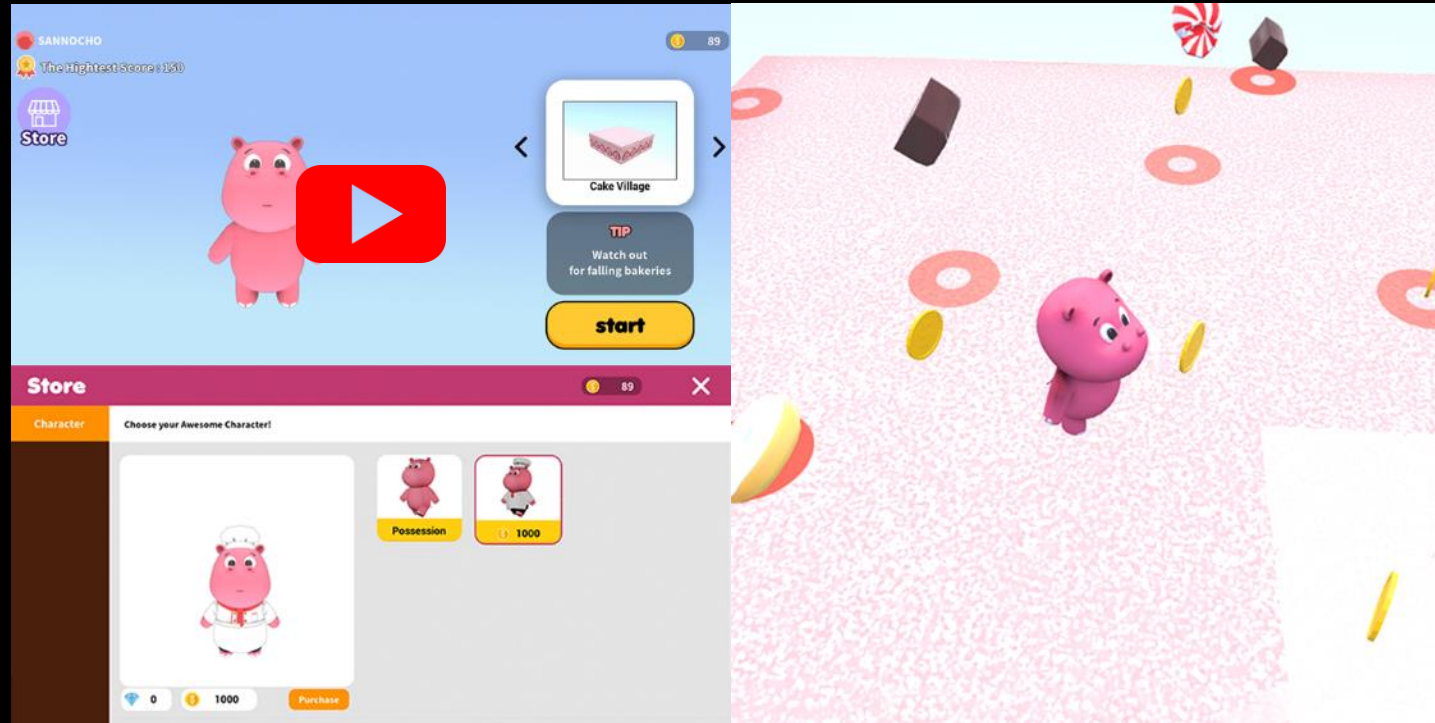 SANNOCHO
89
The Hightest Score : 150
Store
Cake Village
TIP
Watch out
for falling bakeries
start
Store
89
Character
Choose your Awesome Character!
Possession
1000
0
1000
Purchase